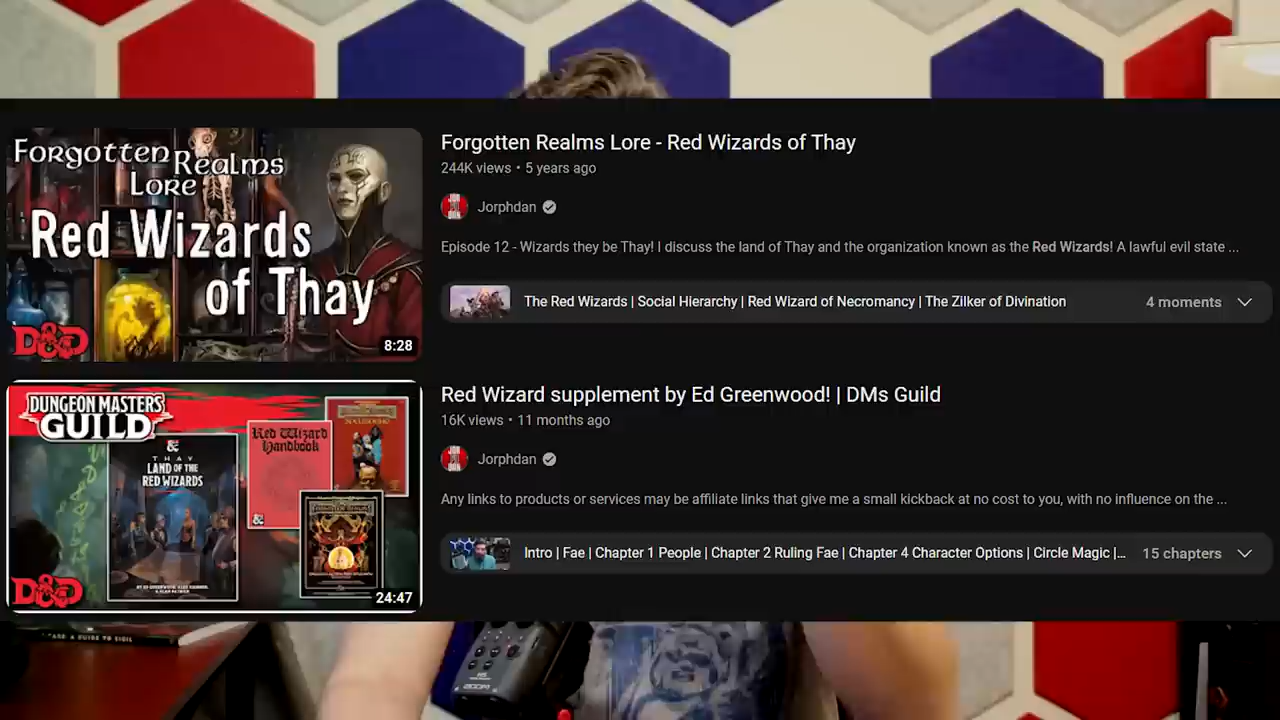 Forgotten Realms Lore - Red Wizards of Thay
244K views • 5 years ago
Jorphdan
Episode 12 - Wizards they be Thay! I discuss the land of Thay and the organization known as the Red Wizards! A lawful evil state ...
The Red Wizards | Social Hierarchy | Red Wizard of Necromancy | The Zilker of Divination
4 moments
Forgotten Realms
Lore
Red Wizards
of Thay
D&D
8:28
Red Wizard supplement by Ed Greenwood! | DMs Guild
16K views • 11 months ago
Jorphdan
Any links to products or services may be affiliate links that give me a small kickback at no cost to you, with no influence on the ...
Intro | Fae | Chapter 1 People | Chapter 2 Ruling Fae | Chapter 4 Character Options | Circle Magic |...
15 chapters
DUNGEON MASTERS
GUILD
THAY
LAND OF THE
RED WIZARDS
Red Wizard
Handbook
D&D
24:47
A GUIDE TO SIGIL
zoom